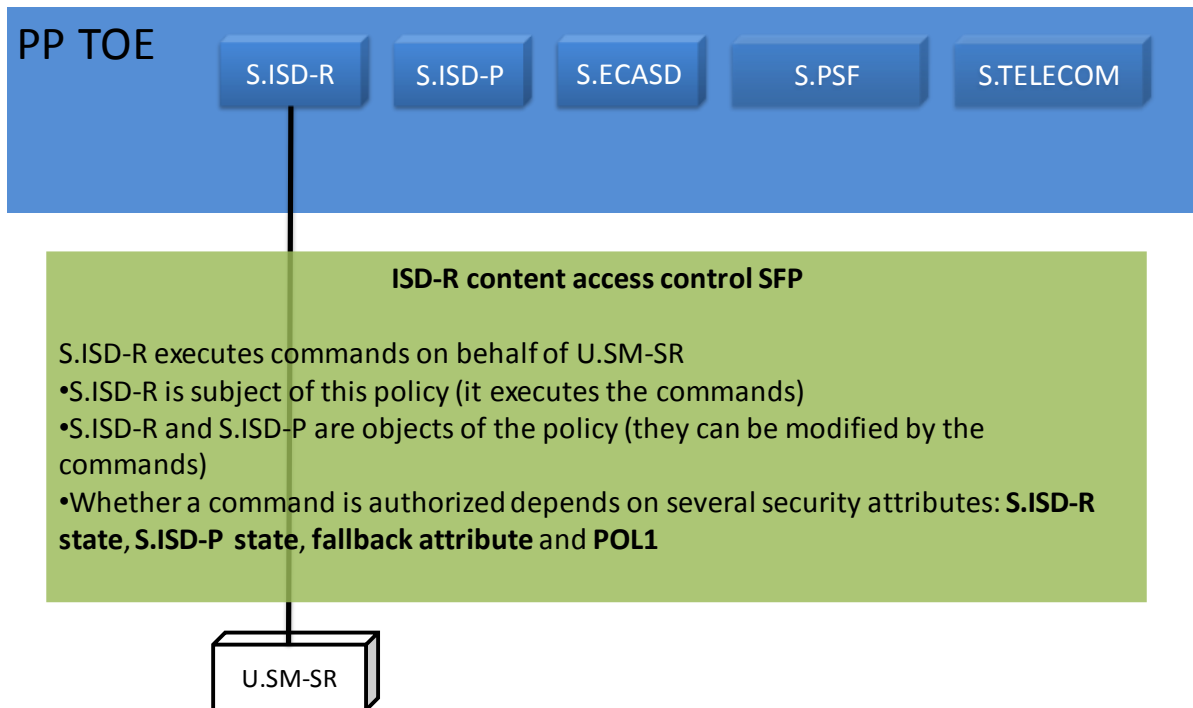 PP TOE
S.ISD-R
S.ISD-P
S.ECASD
S.PSF
S.TELECOM
ISD-R content access control SFP
S.ISD-R executes commands on behalf of U.SM-SR
•S.ISD-R is subject of this policy (it executes the commands)
•S.ISD-R and S.ISD-P are objects of the policy (they can be modified by the
commands)
•Whether a command is authorized depends on several security attributes: S.ISD-R
state, S.ISD-P state, fallback attribute and POL1
U.SM-SR